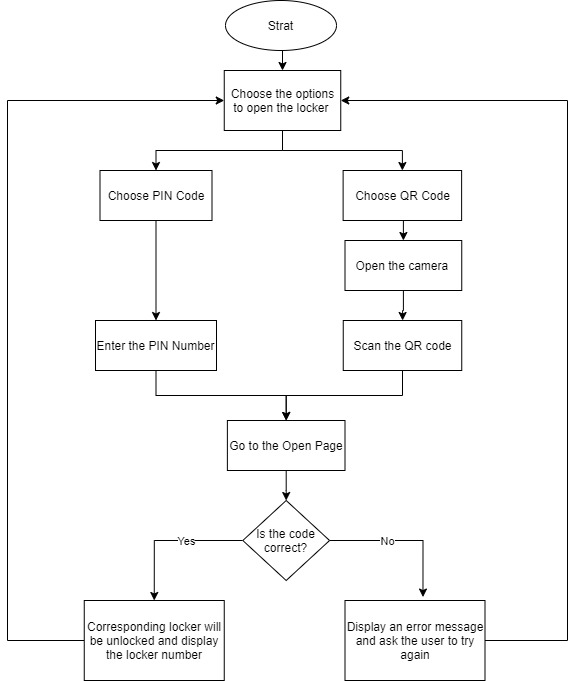 Strat
Choose the options
to open the locker
Choose PIN Code
Choose QR Code
Open the camera
Enter the PIN Number
Scan the QR code
Go to the Open Page
Is the code
correct?
Yes
No
Corresponding locker will
be unlocked and display
the locker number
Display an error message
and ask the user to try
again